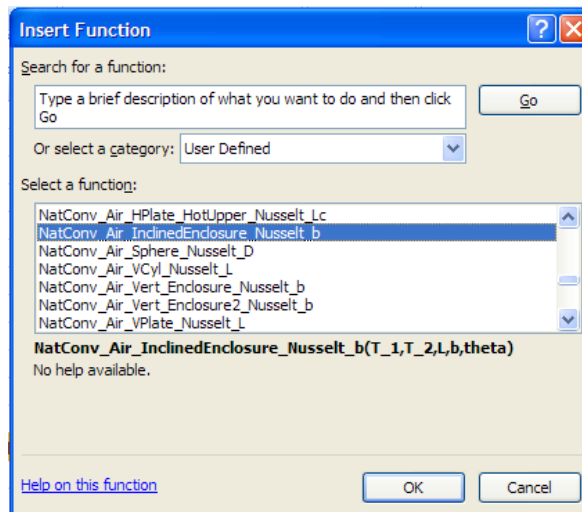 Insert Function
Search for a function:
Type a brief description of what you want to do and then click
Go
Go
Or select a category: User Defined
Select a function:
NatConv_Air_HPlate_HotUpper_Nusselt_Lc
NatConv_Air_InclinedEnclosure_Nusselt_b
NatConv_Air_Sphere_Nusselt_D
NatConv_Air_VCyl_Nusselt_L
NatConv_Air_Vert_Enclosure_Nusselt_b
NatConv_Air_Vert_Enclosure2_Nusselt_b
NatConv_Air_VPlate_Nusselt_L
NatConv_Air_InclinedEnclosure_Nusselt_b(T_1,T_2,L,b,theta)
No help available.
Help on this function
OK
Cancel